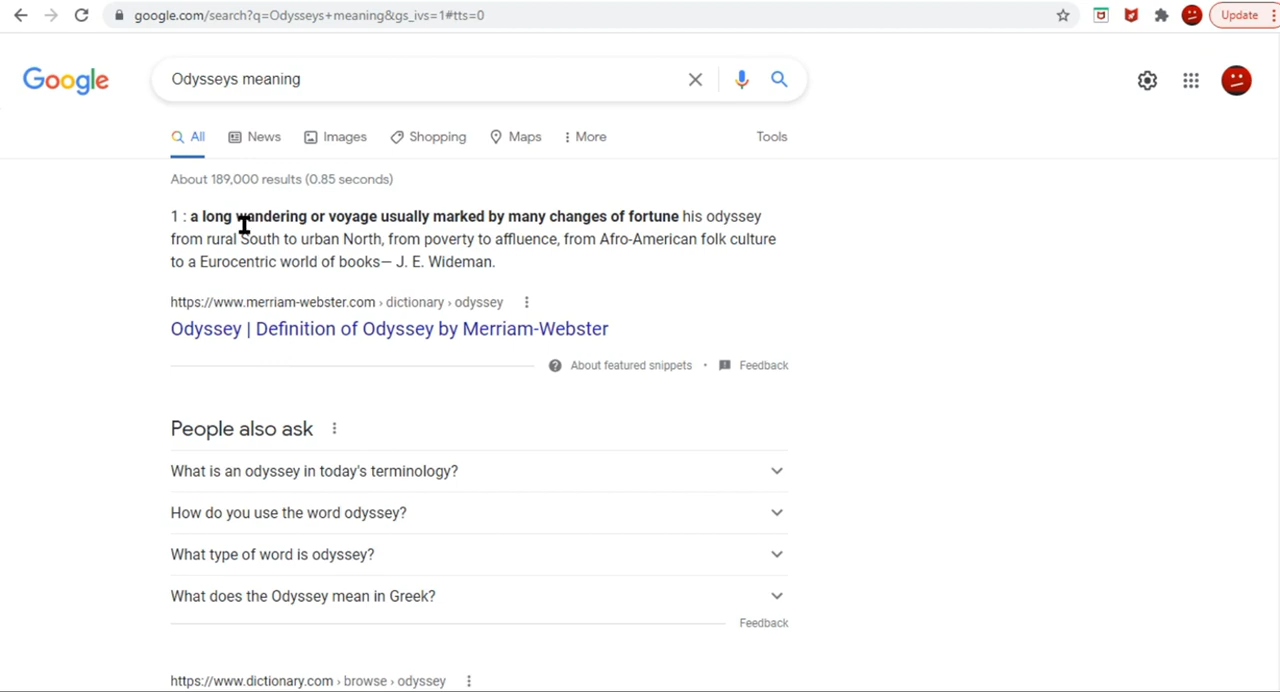 google.com/search?q=Odysseys+meaning&gs_ivs=1#tts=0
Update
Google
Odysseys meaning
All News Images Shopping Maps More Tools
About 189,000 results (0.85 seconds)
1 : a long wandering or voyage usually marked by many changes of fortune his odyssey
from rural South to urban North, from poverty to affluence, from Afro-American folk culture
to a Eurocentric world of books— J. E. Wideman.
https://www.merriam-webster.com › dictionary › odyssey
Odyssey | Definition of Odyssey by Merriam-Webster
About featured snippets • Feedback
People also ask
What is an odyssey in today's terminology?
How do you use the word odyssey?
What type of word is odyssey?
What does the Odyssey mean in Greek?
Feedback
https://www.dictionary.com › browse › odyssey